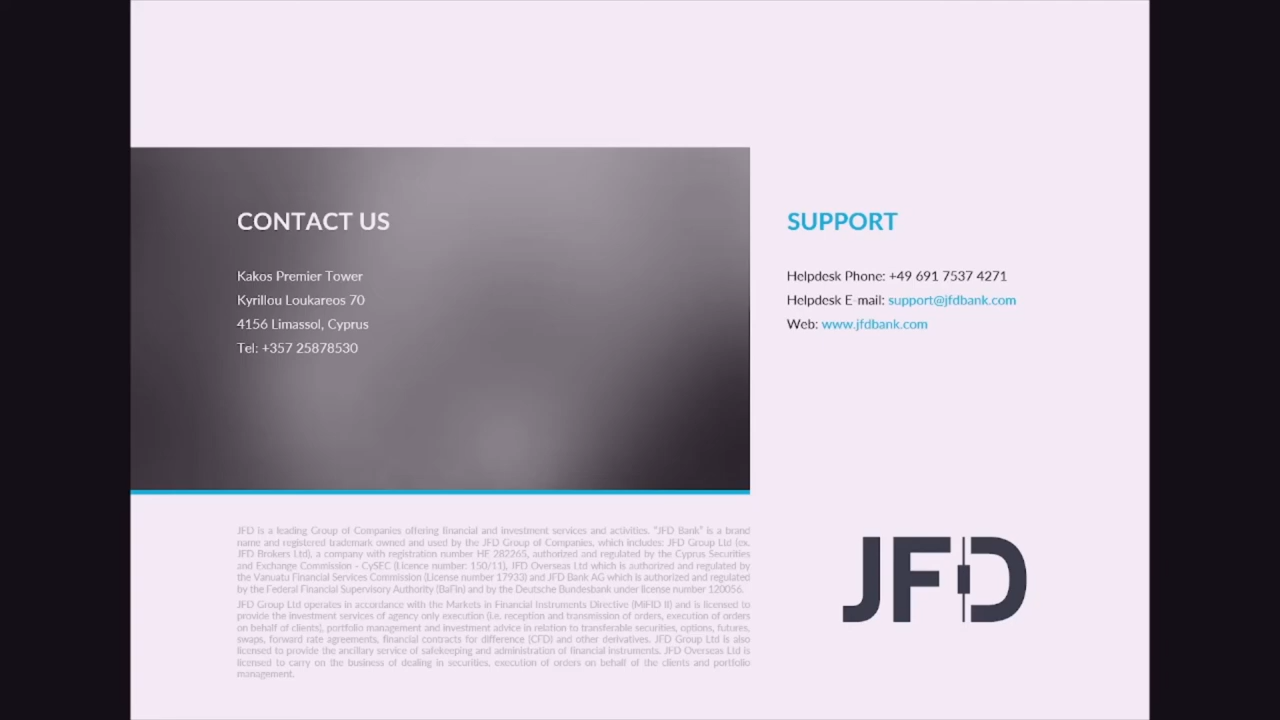 CONTACT US
Kakos Premier Tower
Kyrillou Loukareos 70
4156 Limassol, Cyprus
Tel: +357 25878530
SUPPORT
Helpdesk Phone: +49 691 7537 4271
Helpdesk E-mail: support@jfdbank.com
Web: www.jfdbank.com
JFD is a leading Group of Companies offering financial and investment services and activities. "JFD Bank" is a brand
name and registered trademark owned and used by the JFD Group of Companies, which includes: JFD Group Ltd (ex.
JFD Brokers Ltd), a company with registration number HE 282265, authorized and regulated by the Cyprus Securities
and Exchange Commission - CySEC (Licence number: 150/11), JFD Overseas Ltd which is authorized and regulated by
the Vanuatu Financial Services Commission (License number 17933) and JFD Bank AG which is authorized and regulated
by the Federal Financial Supervisory Authority (BaFin) and by the Deutsche Bundesbank under license number 120056.
JFD Group Ltd operates in accordance with the Markets in Financial Instruments Directive (MiFID II) and is licensed to
provide the investment services of agency only execution (i.e. reception and transmission of orders, execution of orders
on behalf of clients), portfolio management and investment advice in relation to transferable securities, options, futures,
swaps, forward rate agreements, financial contracts for difference (CFD) and other derivatives. JFD Group Ltd is also
licensed to provide the ancillary service of safekeeping and administration of financial instruments. JFD Overseas Ltd is
licensed to carry on the business of dealing in securities, execution of orders on behalf of the clients and portfolio
management.
JFD